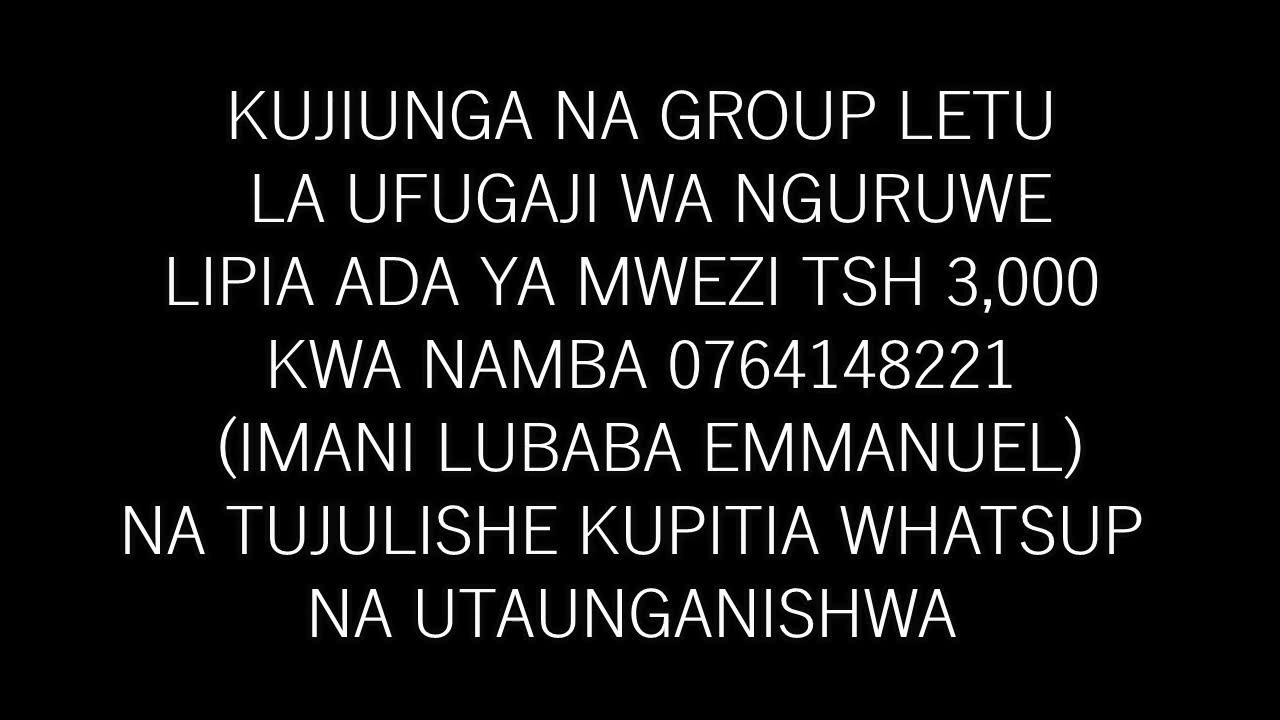 KUJIUNGA NA GROUP LETU
LA UFUGAJI WA NGURUWE
LIPIA ADA YA MWEZI TSH 3,000
KWA NAMBA 0764148221
(IMANI LUBABA EMMANUEL)
NA TUJULISHE KUPITIA WHATSUP
NA UTAUNGANISHWA